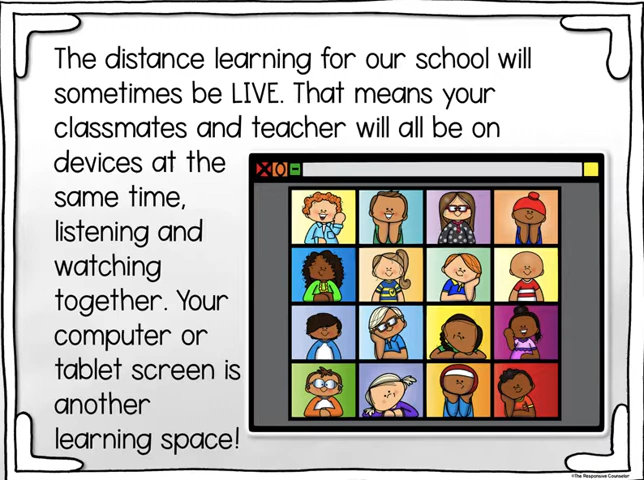 The distance learning for our school will
sometimes be LIVE. That means your
classmates and teacher will all be on
devices at the
same time,
listening and
watching
together. Your
computer or
tablet screen is
another
learning space!
©The Responsive Counselor